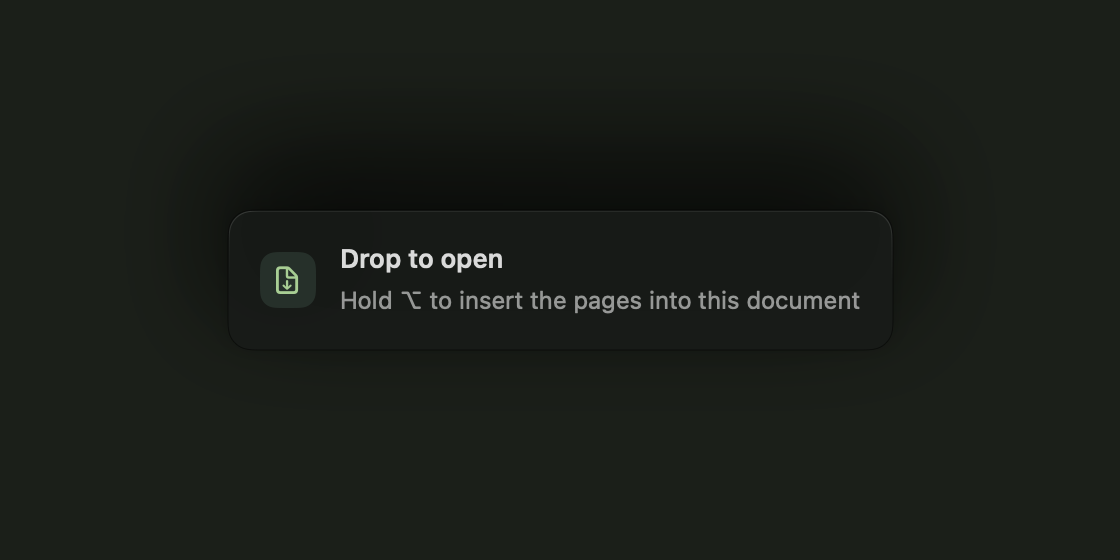 Drop to open
Hold ⌥ to insert the pages into this document